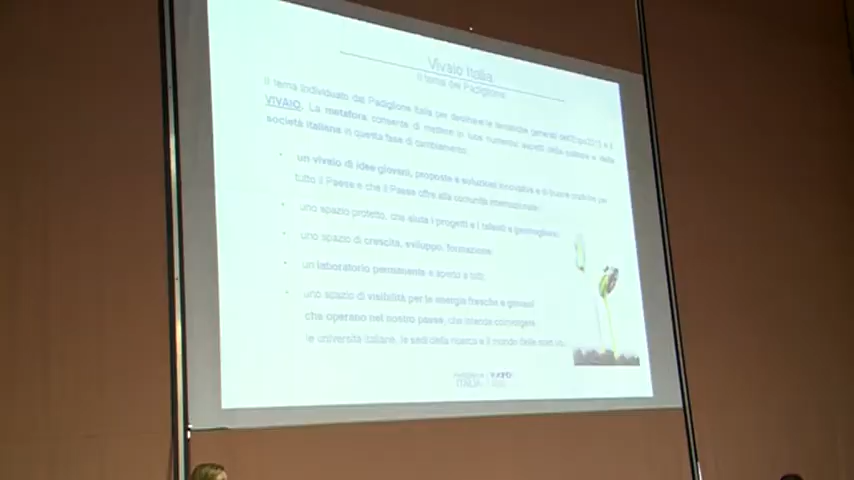 Vivaio Italia
Il tema del Padiglione
Il tema individuato dal Padiglione Italia per declinare le tematiche generali dell'Expo2015 è il
VIVAIO. La metafora consente di mettere in luce numerosi aspetti della cultura e della
società italiana in questa fase di cambiamento:
un vivaio di idee giovani, proposte e soluzioni innovative e di buone pratiche per
tutto il Paese e che il Paese offre alla comunità internazionale;
uno spazio protetto, che aiuta i progetti e i talenti a germogliare;
uno spazio di crescita, sviluppo, formazione;
un laboratorio permanente e aperto a tutti;
uno spazio di visibilità per le energie fresche e giovani
che operano nel nostro paese, che intende coinvolgere
le università italiane, le sedi della ricerca e il mondo delle
ITALIA